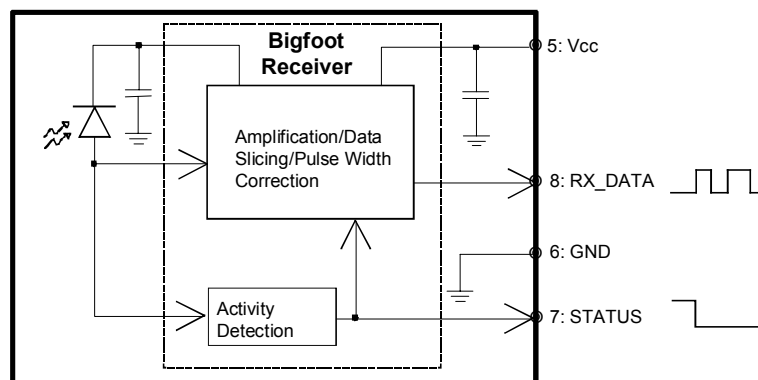 Bigfoot
Receiver
5: Vcc
Amplification/Data
Slicing/Pulse Width
Correction
8: RX_DATA
6: GND
Activity
Detection
7: STATUS